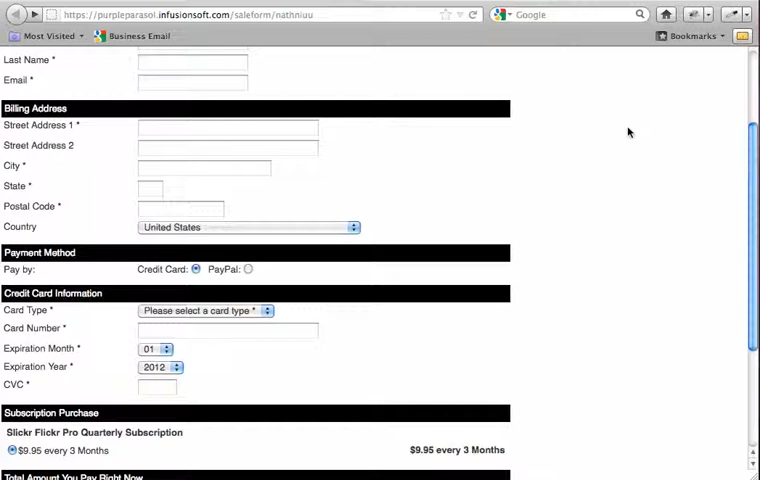 https://purpleparasol.infusionsoft.com/saleform/nathniuu
Google
Most Visited
Business Email
Bookmarks
Last Name *
Email *
Billing Address
Street Address 1 *
Street Address 2
City *
State *
Postal Code *
Country
United States
Payment Method
Pay by:
Credit Card:
PayPal:
Credit Card Information
Card Type *
Please select a card type *
Card Number *
Expiration Month *
01
Expiration Year *
2012
CVC *
Subscription Purchase
Slickr Flickr Pro Quarterly Subscription
$9.95 every 3 Months
$9.95 every 3 Months
Total Amount You Pay Right Now